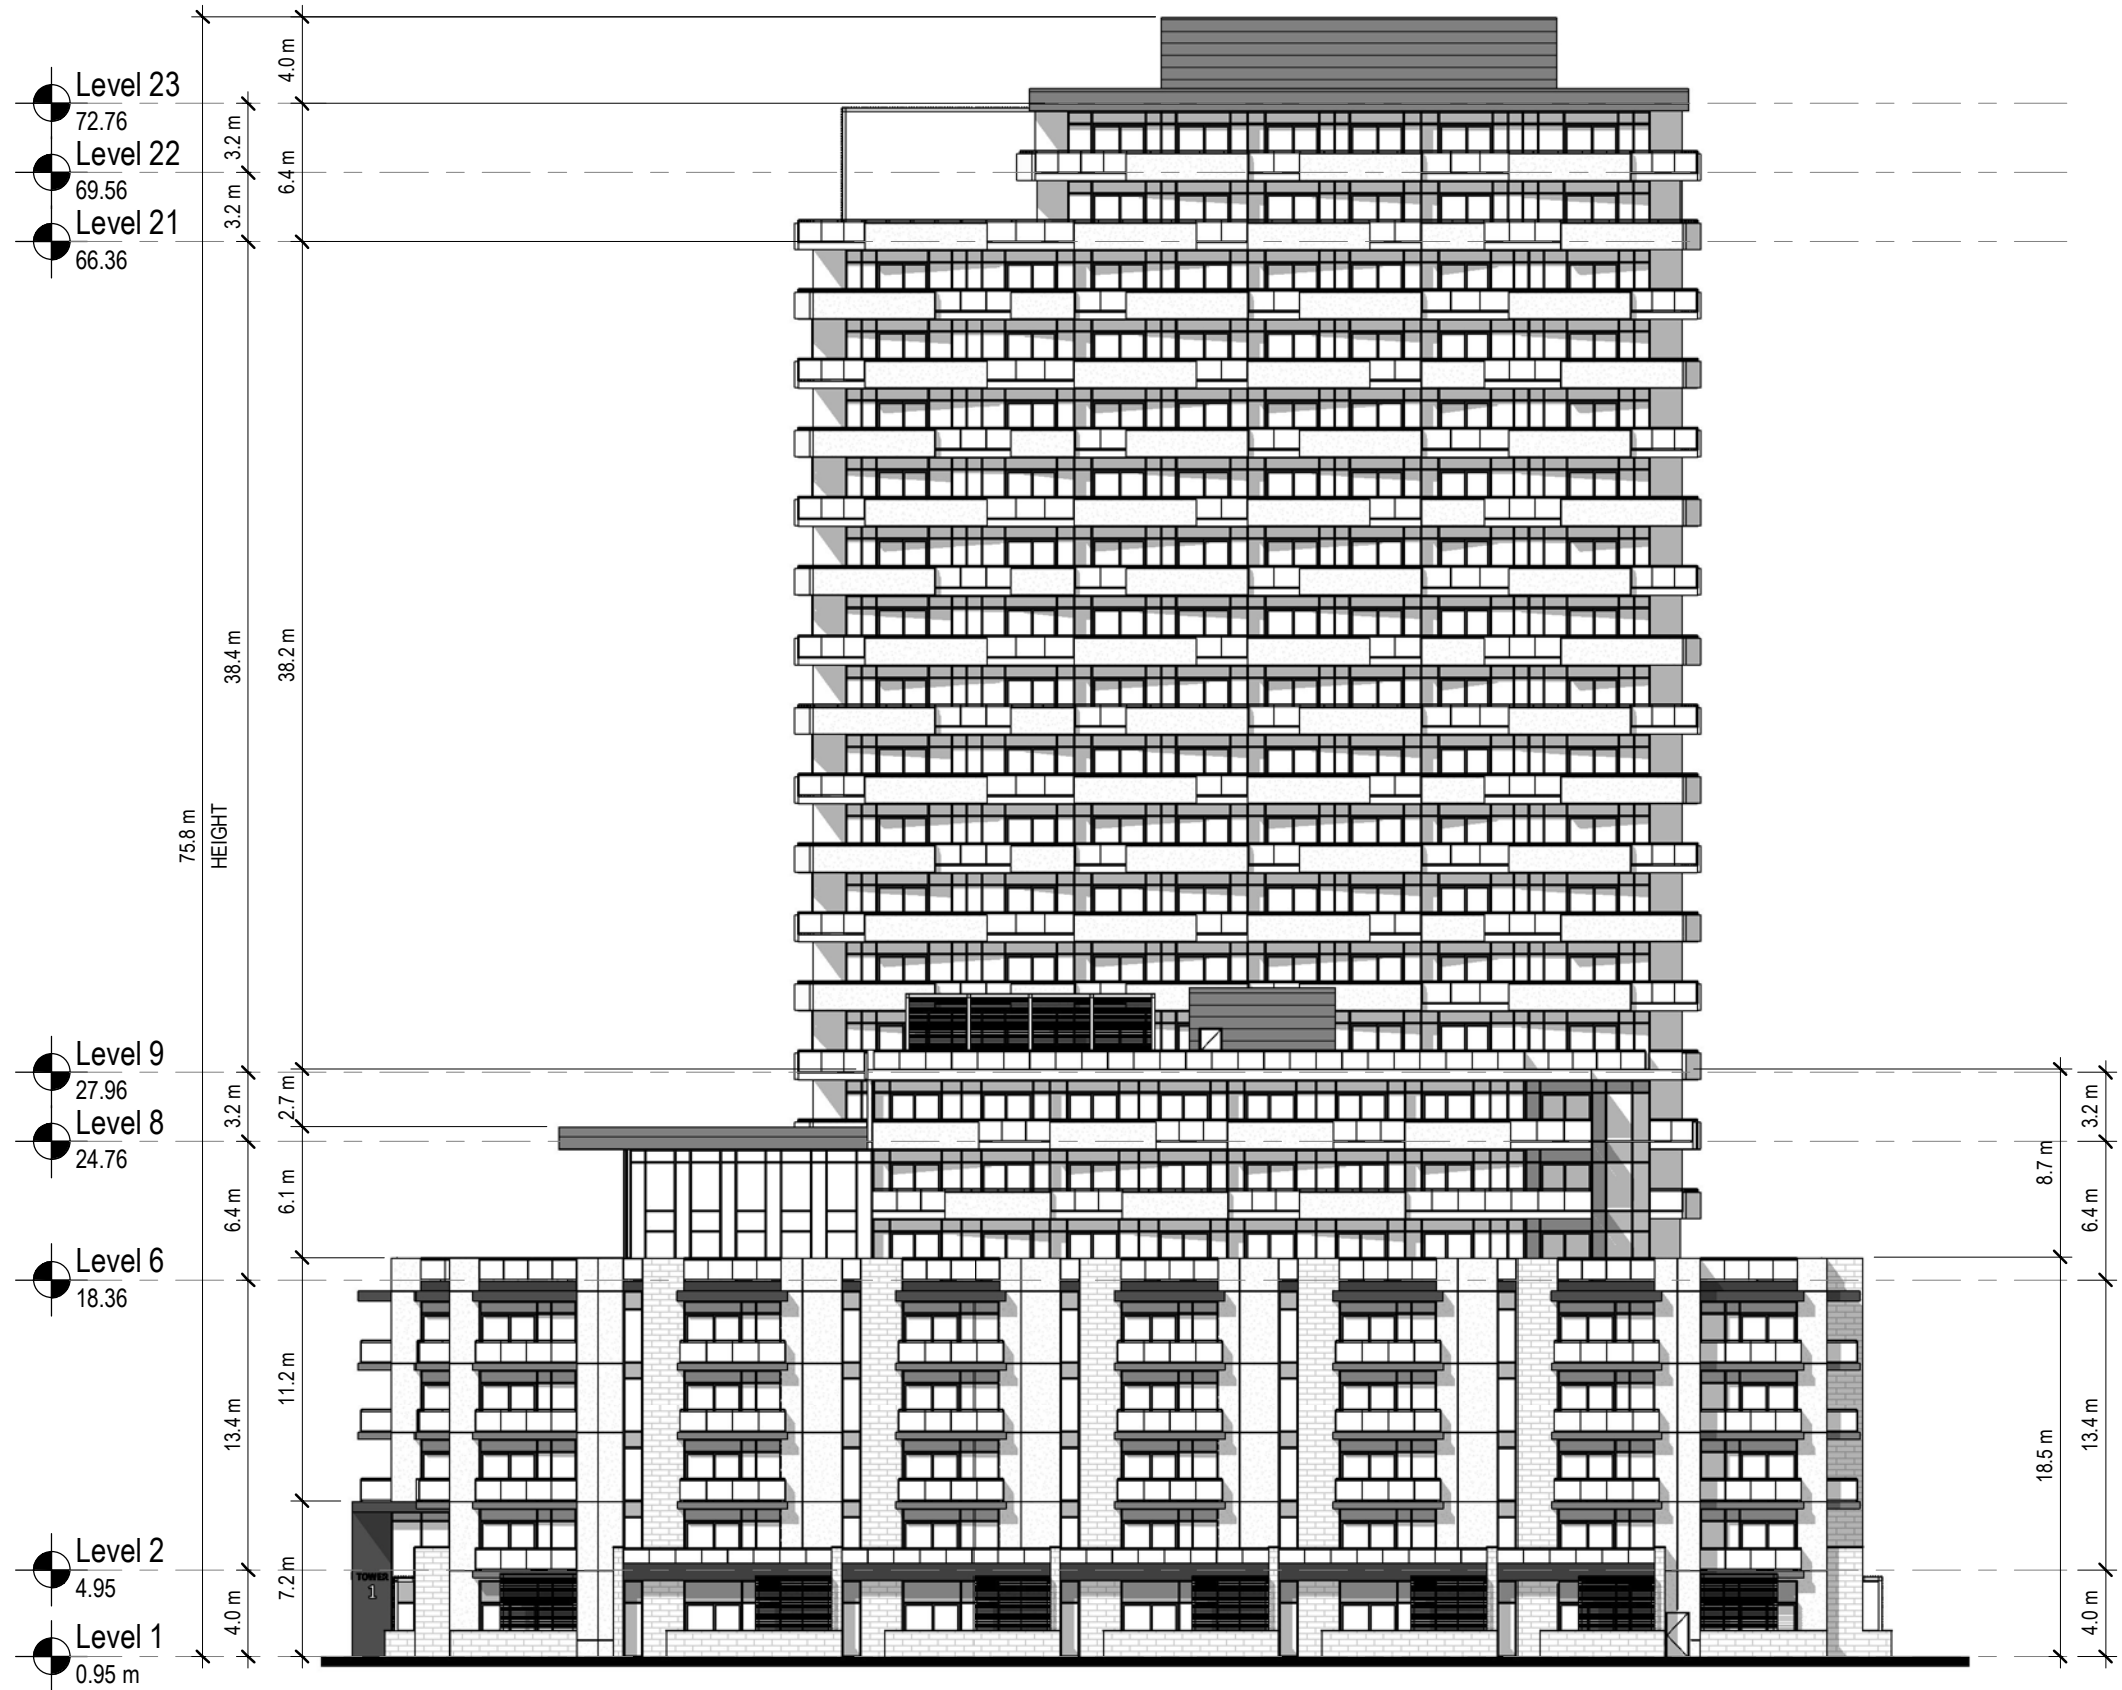 Level 23
72.76
Level 22
69.56
Level 21
66.36
Level 9
27.96
Level 8
24.76
Level 6
18.36
Level 2
4.95
Level 1
0.95 m
75.8 m
HEIGHT
3.2 m
3.2 m
38.4 m
3.2 m
6.4 m
13.4 m
4.0 m
4.0 m
6.4 m
38.2 m
2.7 m
6.1 m
11.2 m
7.2 m
TOWER
1
8.7 m
18.5 m
3.2 m
6.4 m
13.4 m
4.0 m